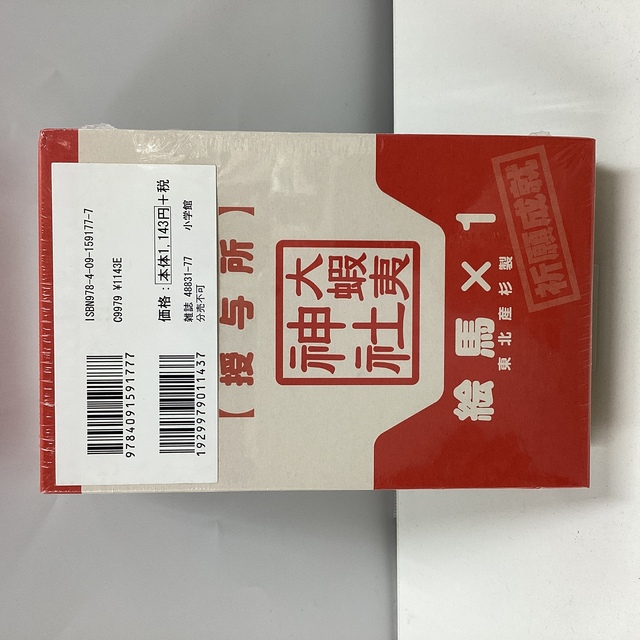 絵馬×1
東北産杉製
祈願成就
大蝦夷
神社
【授与所】
ISBN978-4-09-159177-7
C9979 ¥1143E
価格：本体1,143円＋税
雑誌 48831-77
分売不可
小学館
9784091591777
1929979011437